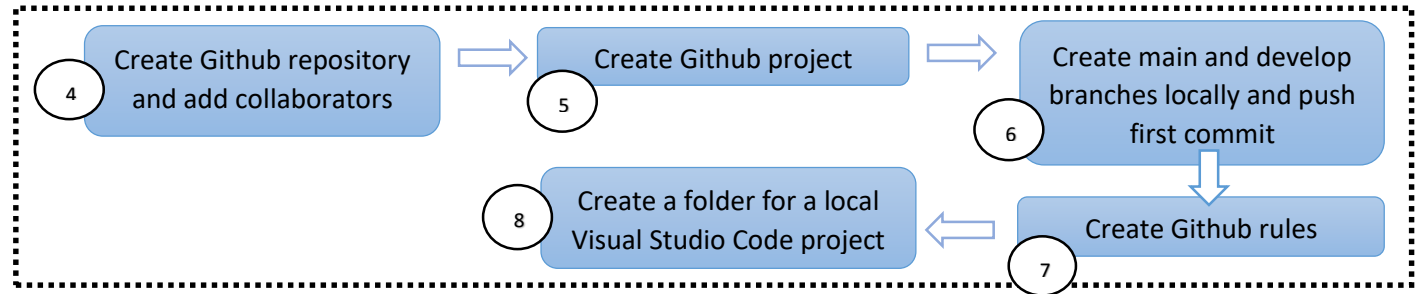 4
Create Github repository
and add collaborators
5
Create Github project
6
Create main and develop
branches locally and push
first commit
7
Create Github rules
8
Create a folder for a local
Visual Studio Code project